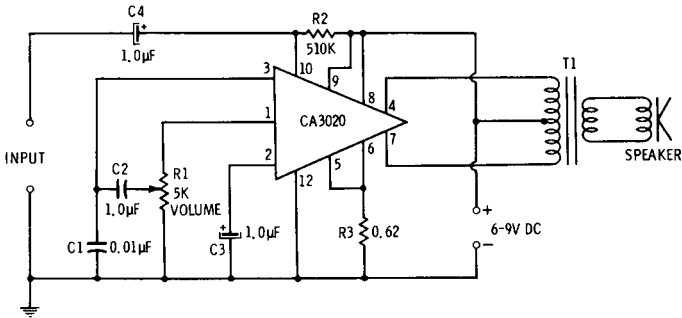 C4
+
1.0µF
R2
510K
3
10
9
8
4
T1
1
CA3020
7
2
5
6
12
INPUT
C2
1.0µF
R1
5K
VOLUME
+
1.0µF
C3
C1
0.01µF
R3
0.62
+
6-9V DC
−
SPEAKER